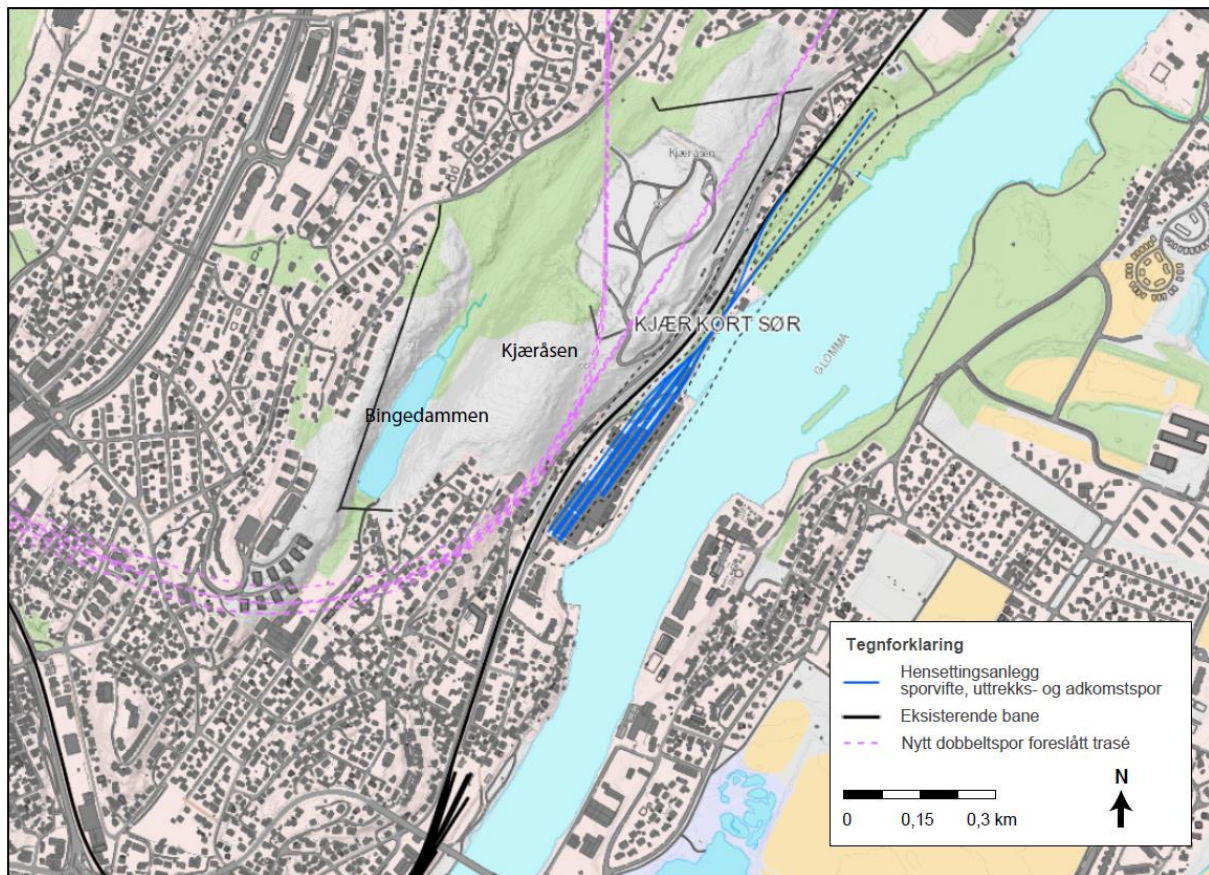 Kjæråsen
KJÆR KORT SØR
GLOMMA
Kjæråsen
Bingedammen
Tegnforklaring
Hensettingsanlegg
sporvifte, uttrekks- og adkomstspor
Eksisterende bane
Nytt dobbeltspor foreslått trasé
N
0 0,15 0,3 km